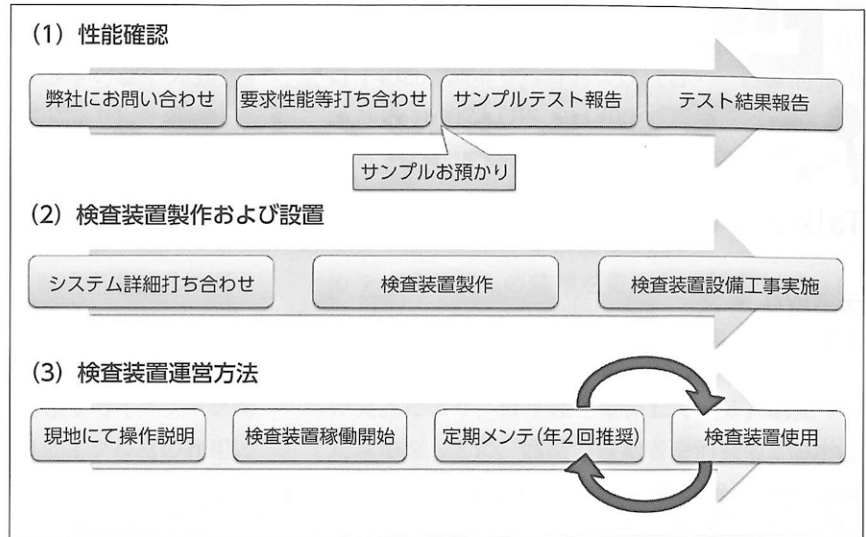 (1) 性能確認
弊社にお問い合わせ
要求性能等打ち合わせ
サンプルテスト報告
テスト結果報告
サンプルお預かり
(2) 検査装置製作および設置
システム詳細打ち合わせ
検査装置製作
検査装置設備工事実施
(3) 検査装置運営方法
現地にて操作説明
検査装置稼働開始
定期メンテ(年2回推奨)
検査装置使用